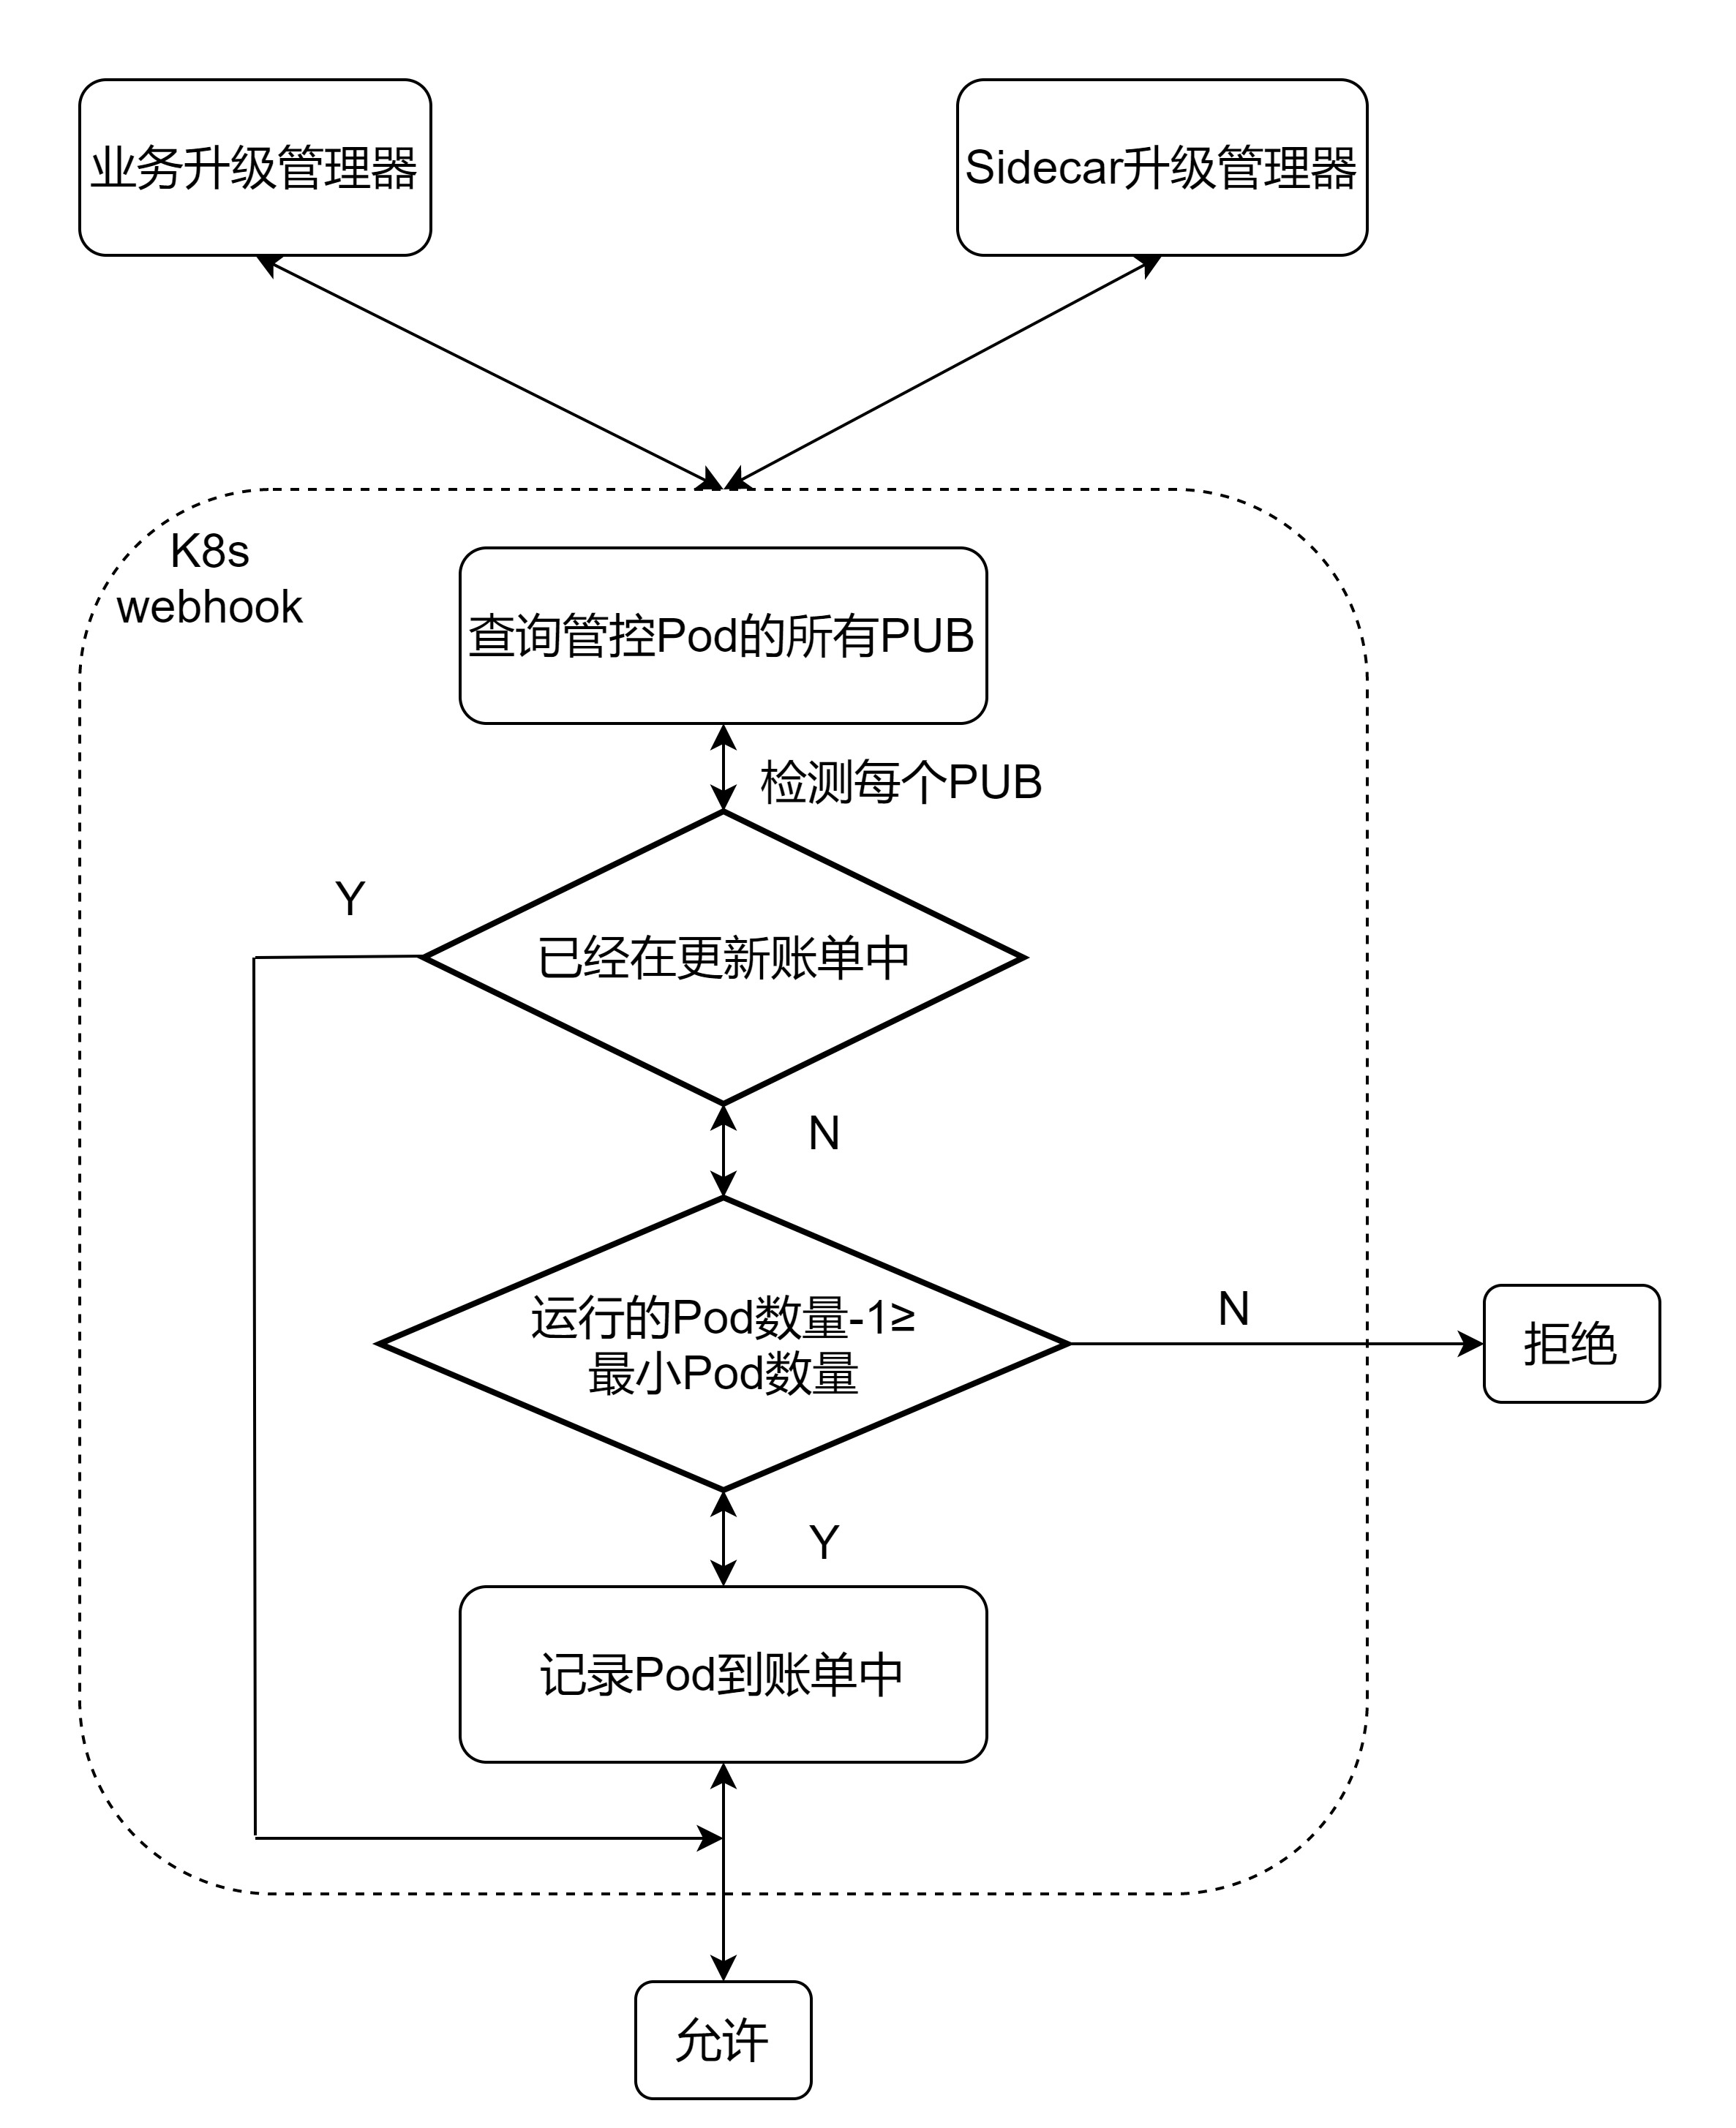 业务升级管理器
Sidecar升级管理器
K8s
webhook
查询管控Pod的所有PUB
检测每个PUB
Y
已经在更新账单中
N
运行的Pod数量-1≥
最小Pod数量
N
拒绝
Y
记录Pod到账单中
允许